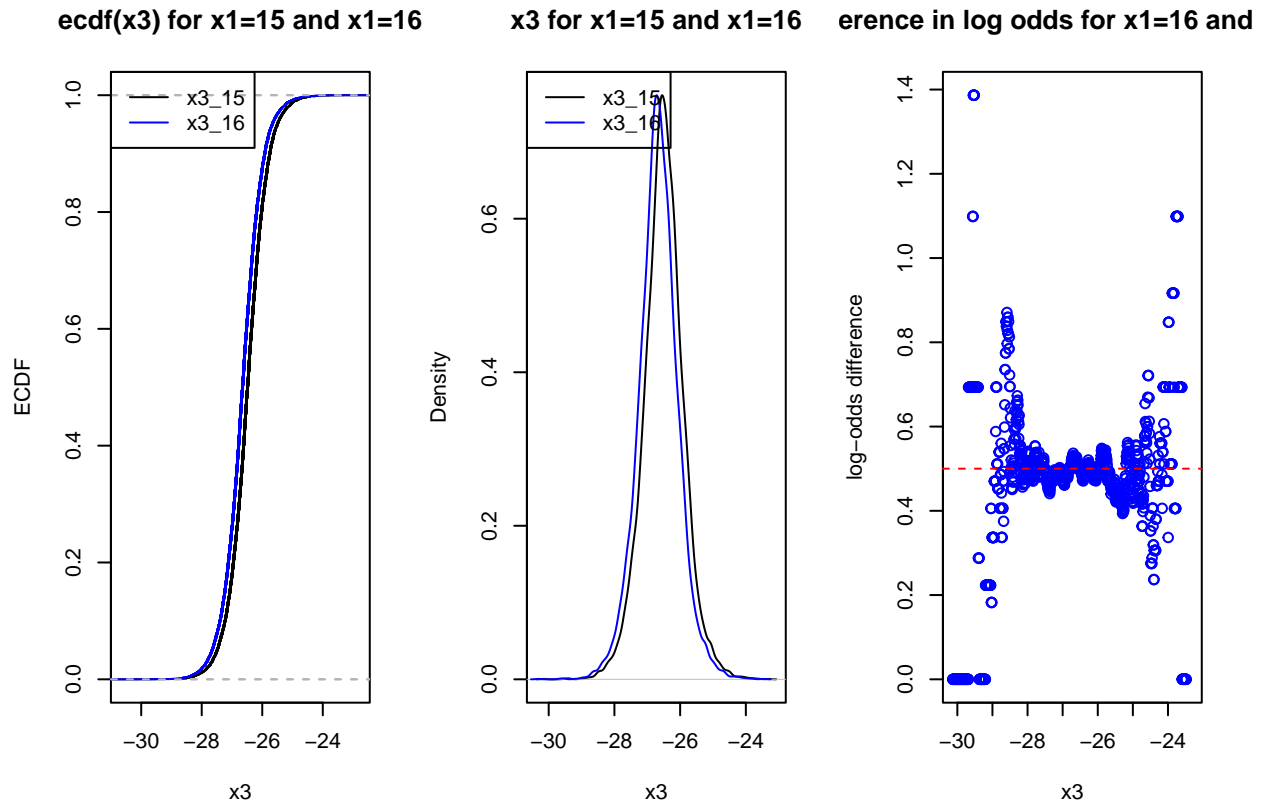 ecdf(x3) for x1=15 and x1=16
x3_15
x3_16
ECDF
0.0
0.2
0.4
0.6
0.8
1.0
−30
−28
−26
−24
x3
x3 for x1=15 and x1=16
x3_15
x3_16
Density
0.0
0.2
0.4
0.6
−30
−28
−26
−24
x3
erence in log odds for x1=16 and
log−odds difference
0.0
0.2
0.4
0.6
0.8
1.0
1.2
1.4
−30
−28
−26
−24
x3